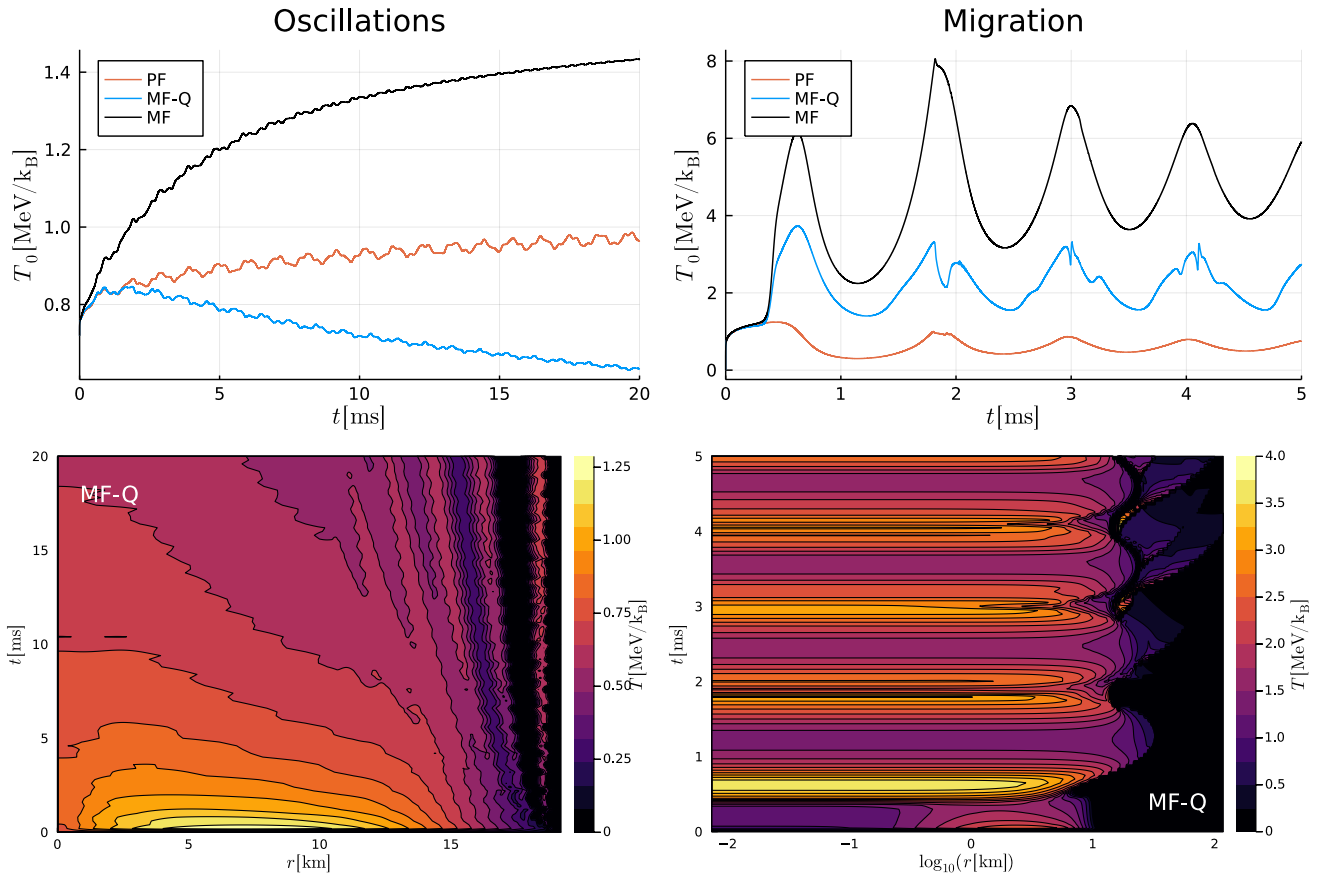 Oscillations
Migration
PF
MF-Q
MF
T₀[MeV/k_B]
1.4
1.2
1.0
0.8
0
5
10
15
20
t[ms]
PF
MF-Q
MF
T₀[MeV/k_B]
8
6
4
2
0
0
1
2
3
4
5
t[ms]
MF-Q
t[ms]
20
15
10
5
0
0
5
10
15
r[km]
1.25
1.00
0.75
0.50
0.25
0
T[MeV/k_B]
MF-Q
t[ms]
5
4
3
2
1
0
−2
−1
0
1
2
log₁₀(r[km])
4.0
3.5
3.0
2.5
2.0
1.5
1.0
0.5
0
T[MeV/k_B]